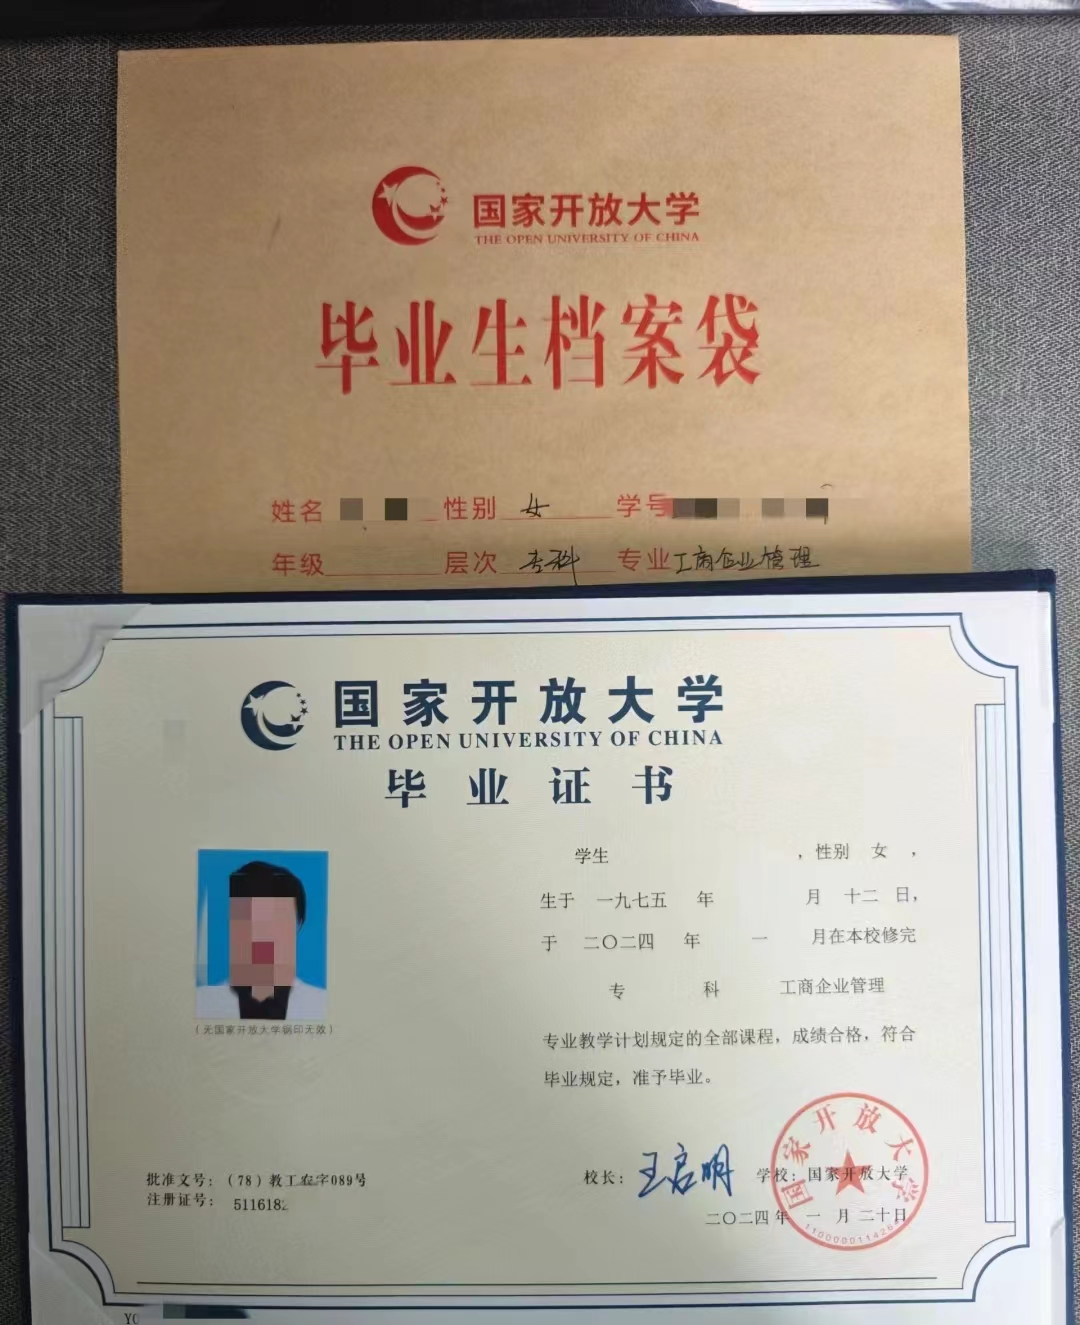 国家开放大学
THE OPEN UNIVERSITY OF CHINA
毕业生档案袋
姓名 性别 女 学号
年级 层次 专科 专业 工商企业管理
国家开放大学
THE OPEN UNIVERSITY OF CHINA
毕业证书
学生 ，性别 女 ，
生于 一九七五 年 月 十二 日，
于 二〇二四 年 一 月在本校修完
专 科 工商企业管理
专业教学计划规定的全部课程，成绩合格，符合
毕业规定，准予毕业。
（无国家开放大学钢印无效）
批准文号：（78）教工农字089号
注册证号： 5116182
校长： 王启明 学校：国家开放大学
二〇二四年 一 月 二十日
国家开放大学
YC